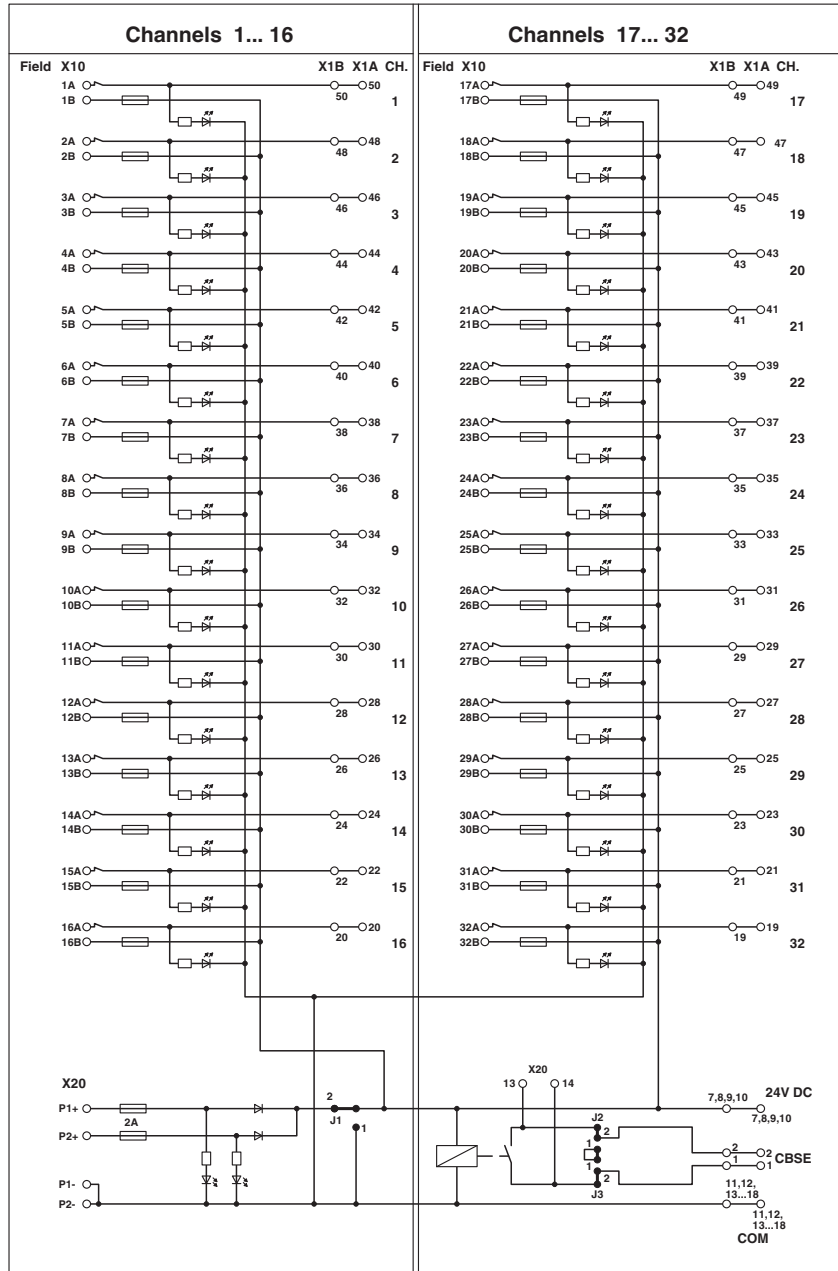 Channels 1... 16
Field X10 X1B X1A CH.
1A 50
1B 50 1
2A 48
2B 48 2
3A 46
3B 46 3
4A 44
4B 44 4
5A 42
5B 42 5
6A 40
6B 40 6
7A 38
7B 38 7
8A 36
8B 36 8
9A 34
9B 34 9
10A 32
10B 32 10
11A 30
11B 30 11
12A 28
12B 28 12
13A 26
13B 26 13
14A 24
14B 24 14
15A 22
15B 22 15
16A 20
16B 20 16
Channels 17... 32
Field X10 X1B X1A CH.
17A 49
17B 49 17
18A 47
18B 47 18
19A 45
19B 45 19
20A 43
20B 43 20
21A 41
21B 41 21
22A 39
22B 39 22
23A 37
23B 37 23
24A 35
24B 35 24
25A 33
25B 33 25
26A 31
26B 31 26
27A 29
27B 29 27
28A 27
28B 27 28
29A 25
29B 25 29
30A 23
30B 23 30
31A 21
31B 21 31
32A 19
32B 19 32
X20
P1+
2A
P2+
P1-
P2-
2
J1
1
X20
13 14
J2
2
1
1
2
J3
7,8,9,10 24V DC
7,8,9,10
2 2
CBSE
1 1
11,12,
13...18
11,12,
13...18
COM